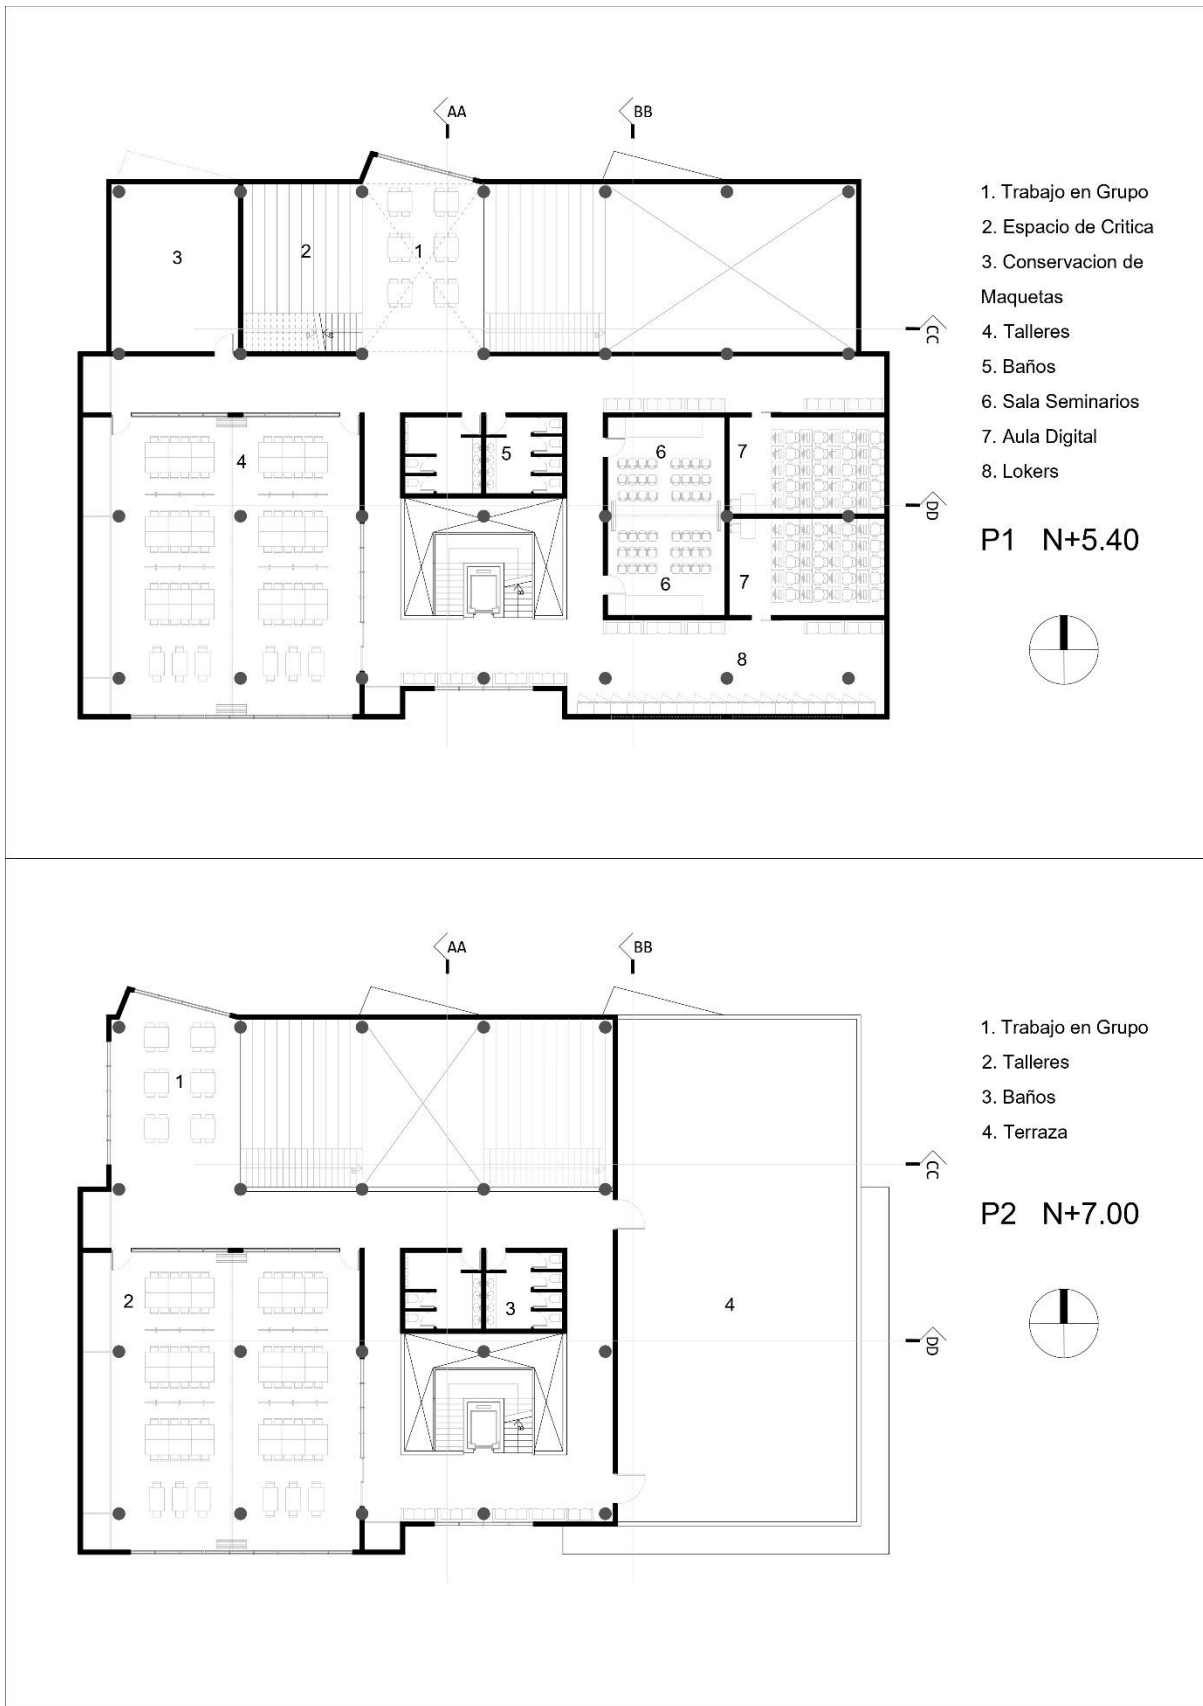 AA
BB
1. Trabajo en Grupo
2. Espacio de Critica
3. Conservacion de
Maquetas
4. Talleres
5. Baños
6. Sala Seminarios
7. Aula Digital
8. Lokers
3
2
1
CC
4
5
6
7
DD
P1 N+5.40
6
7
8
AA
BB
1. Trabajo en Grupo
2. Talleres
3. Baños
4. Terraza
1
CC
P2 N+7.00
2
3
4
DD